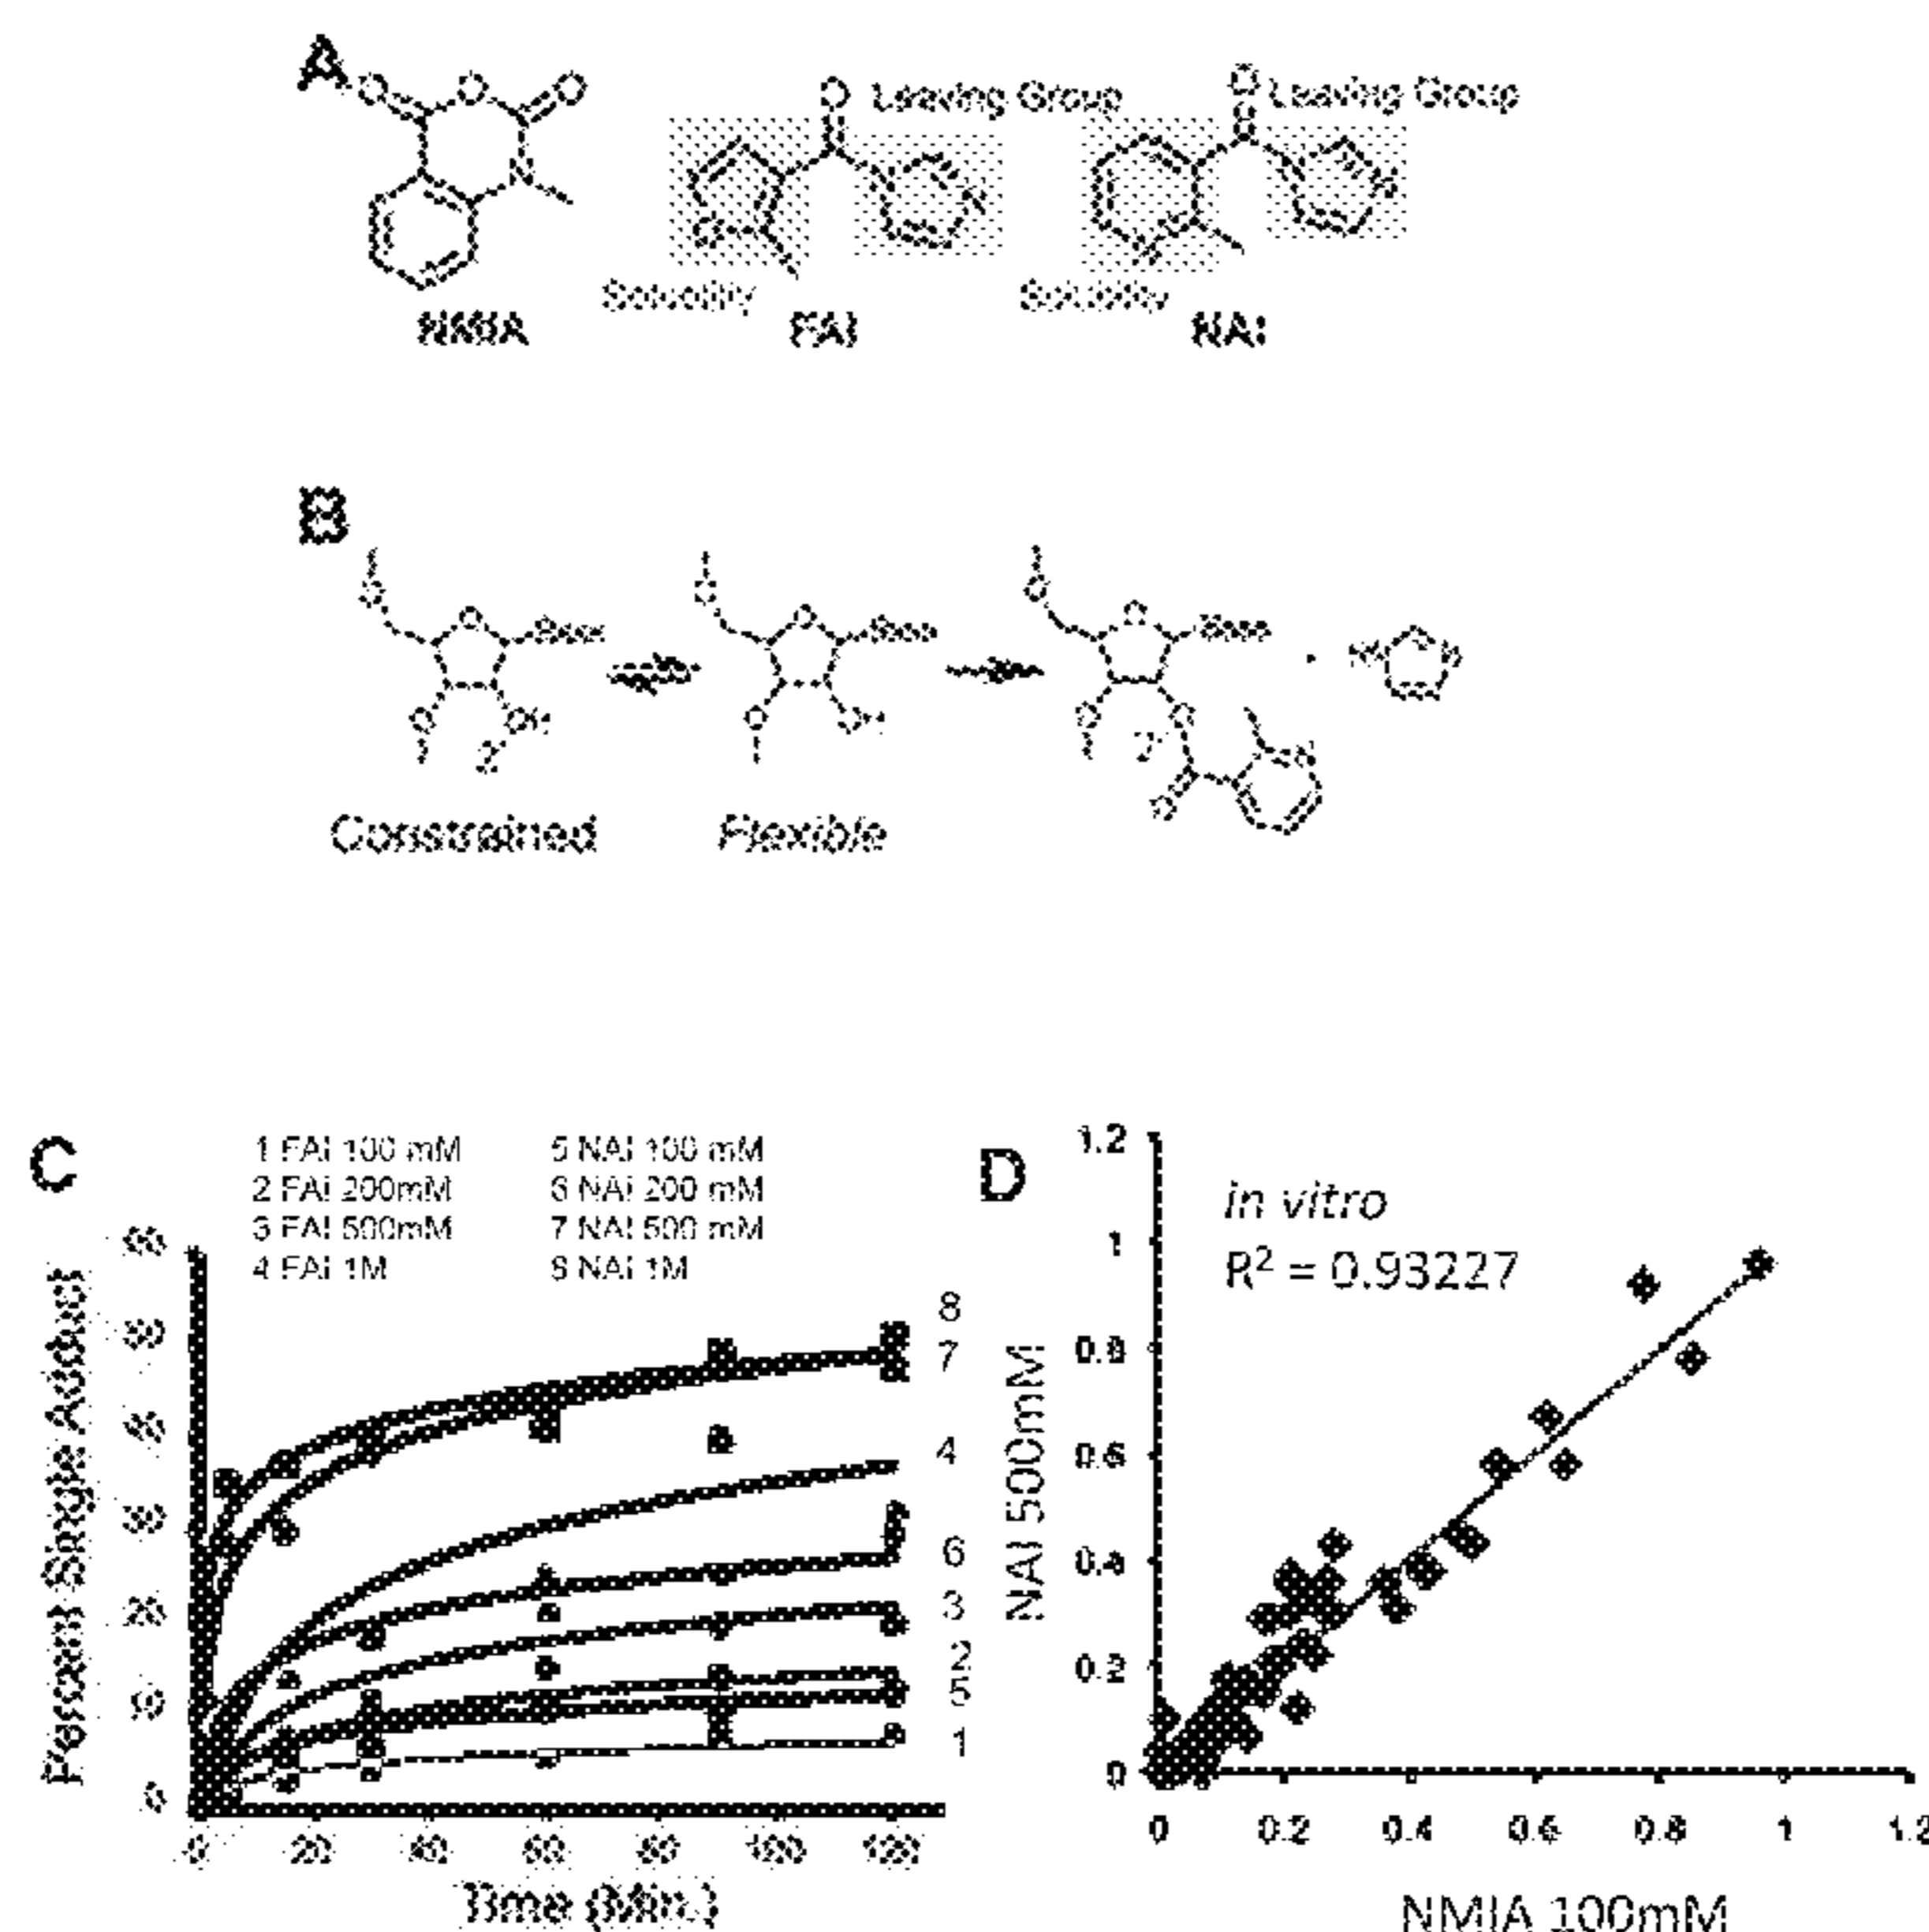 A
O O O
N
O Leaving Group
O Leaving Group
Solubility
Solubility
NMIA FAI NAI
B
O O Base
O OH
2'
O O
O
O O Base
O O
2'
O
N
Constrained Flexible
C
1 FAI 100 mM 5 NAI 100 mM
2 FAI 200mM 6 NAI 200 mM
3 FAI 500mM 7 NAI 500 mM
4 FAI 1M 8 NAI 1M
Percent Single Adduct
0
8
7
4
6
3
2
5
1
0 20 40 60 80 100 120
Time (Min.)
D
in vitro
R² = 0.93227
NAI 500mM
1.2
1
0.8
0.6
0.4
0.2
0
0 0.2 0.4 0.6 0.8 1 1.2
NMIA 100mM